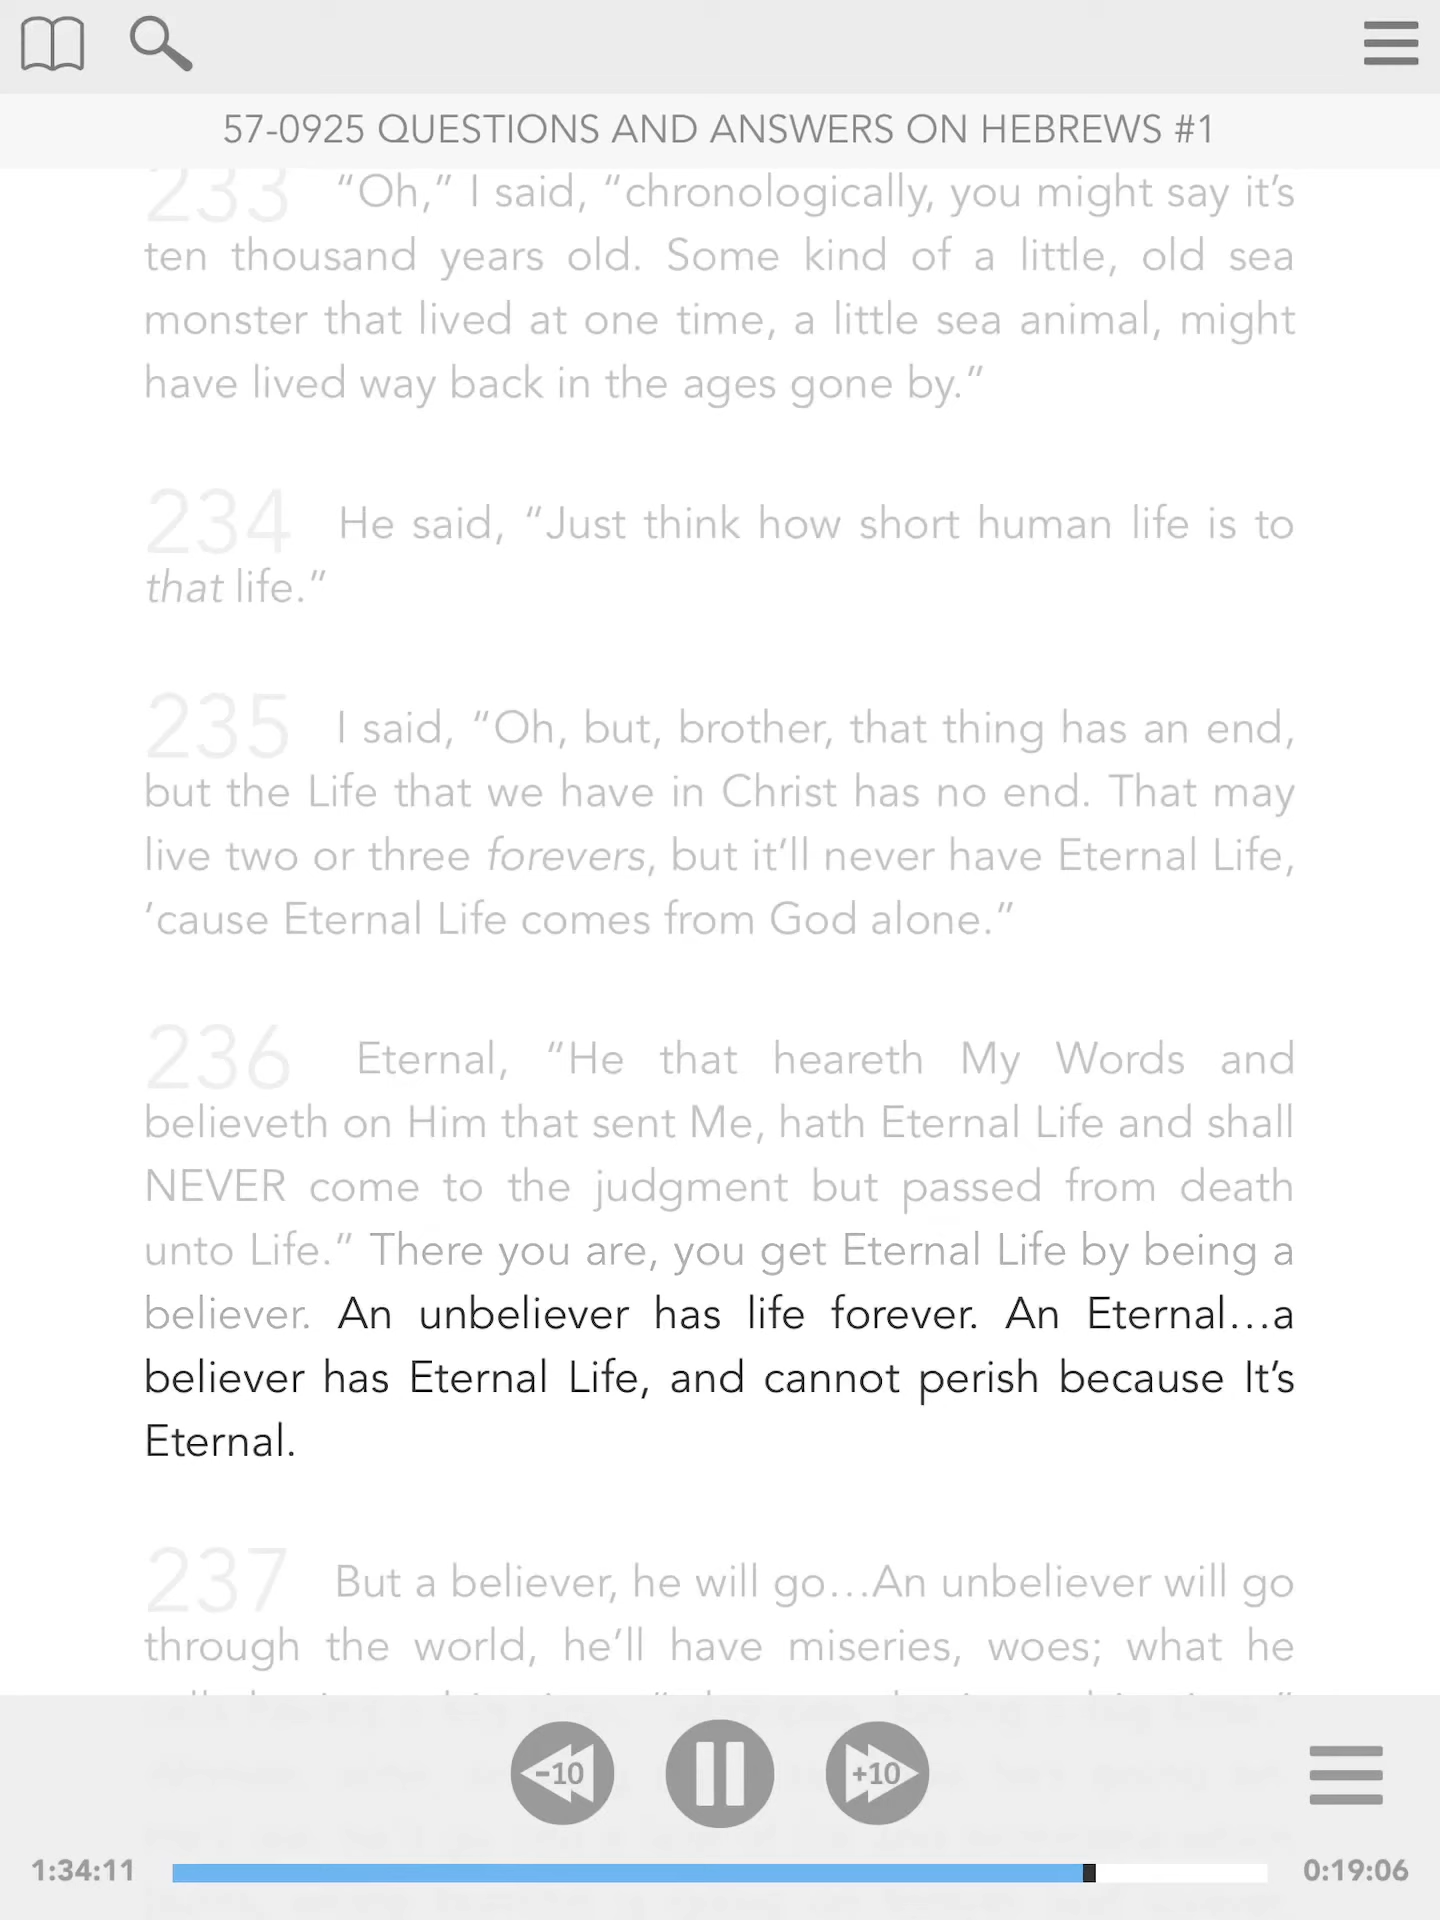 57-0925 QUESTIONS AND ANSWERS ON HEBREWS #1
233 “Oh,” I said, “chronologically, you might say it’s
ten thousand years old. Some kind of a little, old sea
monster that lived at one time, a little sea animal, might
have lived way back in the ages gone by.”
234 He said, “Just think how short human life is to
that life.”
235 I said, “Oh, but, brother, that thing has an end,
but the Life that we have in Christ has no end. That may
live two or three forevers, but it’ll never have Eternal Life,
’cause Eternal Life comes from God alone.”
236 Eternal, “He that heareth My Words and
believeth on Him that sent Me, hath Eternal Life and shall
NEVER come to the judgment but passed from death
unto Life.” There you are, you get Eternal Life by being a
believer. An unbeliever has life forever. An Eternal…a
believer has Eternal Life, and cannot perish because It’s
Eternal.
237 But a believer, he will go…An unbeliever will go
through the world, he’ll have miseries, woes; what he
-10 +10
1:34:11 0:19:06